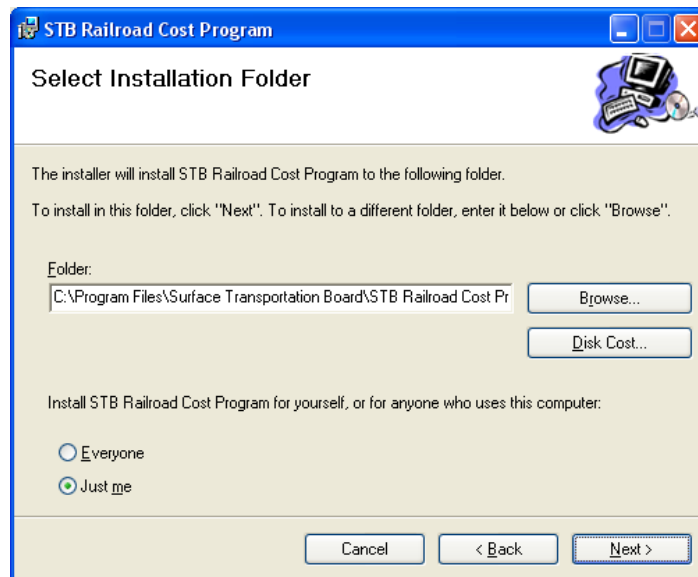 STB Railroad Cost Program
Select Installation Folder
The installer will install STB Railroad Cost Program to the following folder.
To install in this folder, click "Next". To install to a different folder, enter it below or click "Browse".
Folder:
C:\Program Files\Surface Transportation Board\STB Railroad Cost Pr
Browse...
Disk Cost...
Install STB Railroad Cost Program for yourself, or for anyone who uses this computer:
Everyone
Just me
Cancel
< Back
Next >